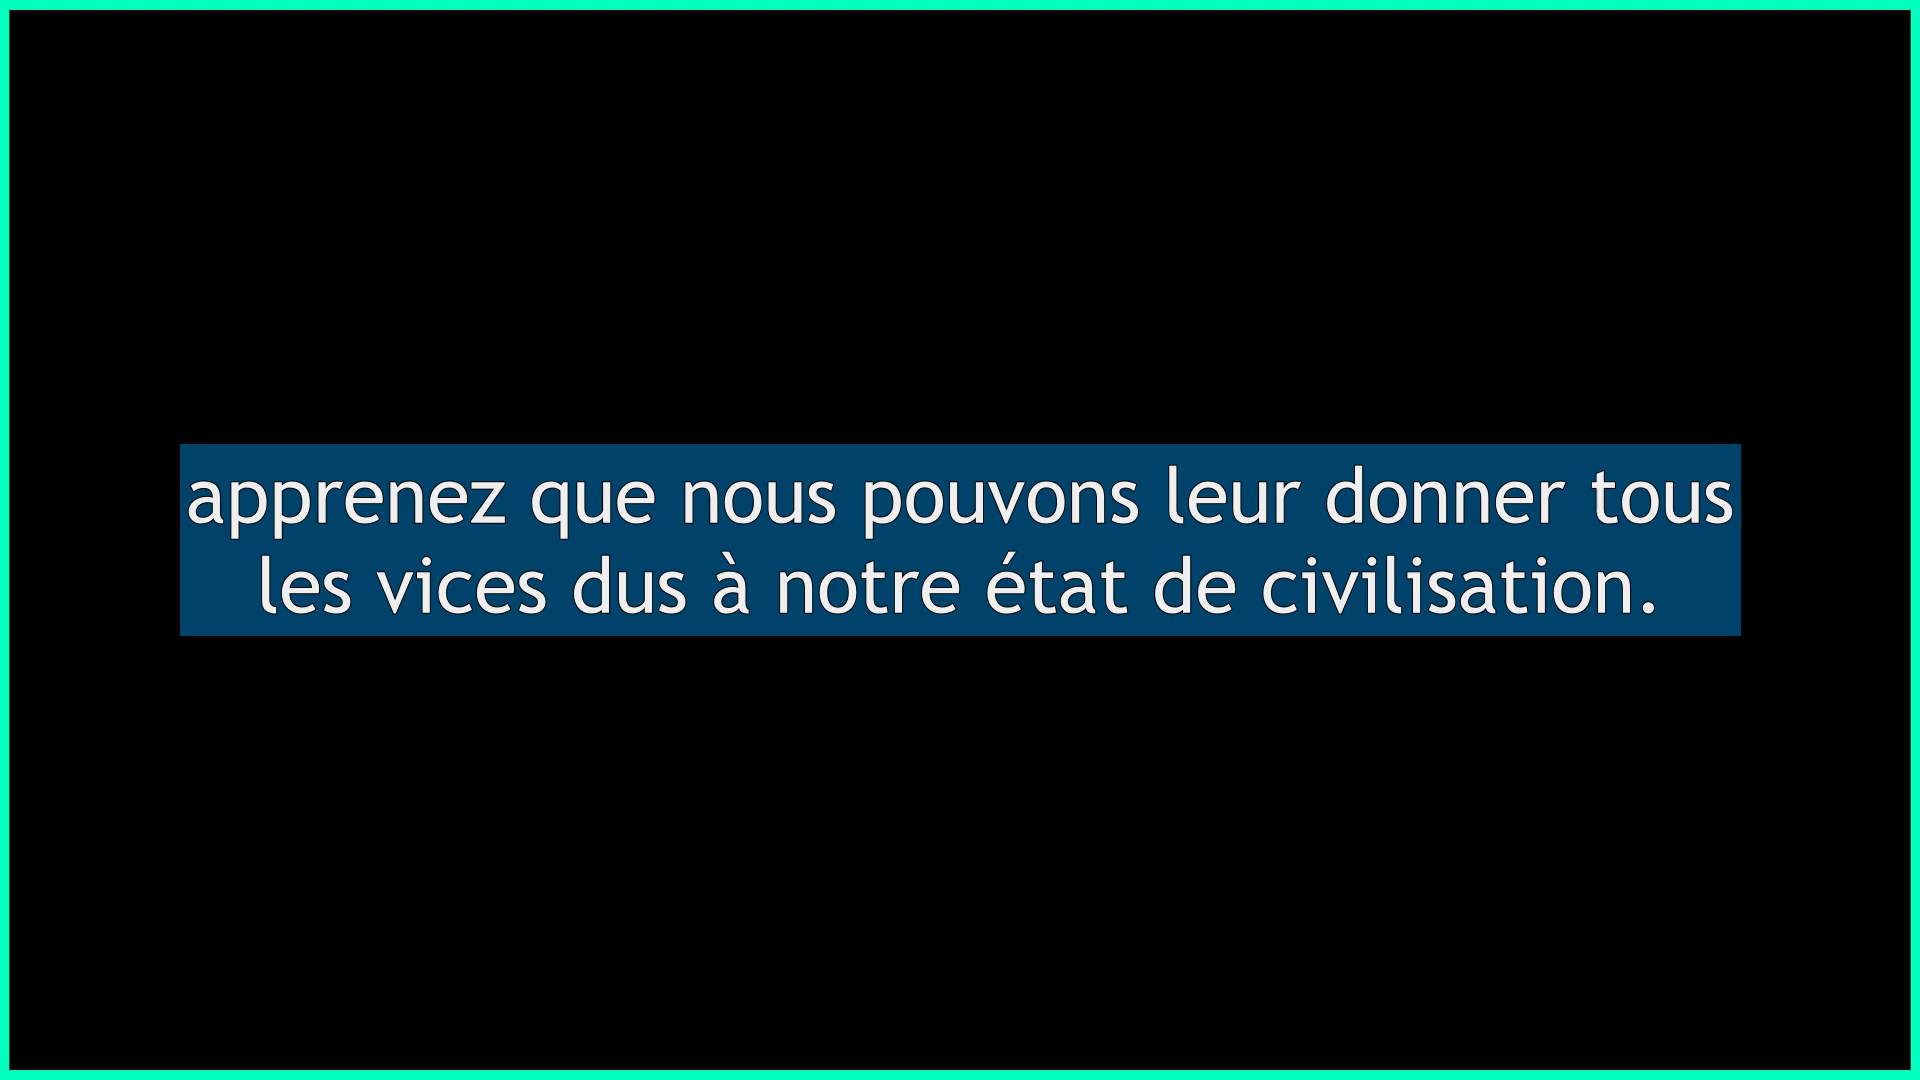 apprenez que nous pouvons leur donner tous
les vices dus à notre état de civilisation.